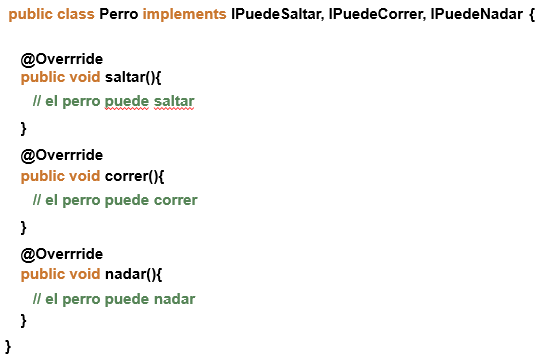 public class Perro implements IPuedeSaltar, IPuedeCorrer, IPuedeNadar {
@Overrride
public void saltar(){
// el perro puede saltar
}
@Overrride
public void correr(){
// el perro puede correr
}
@Overrride
public void nadar(){
// el perro puede nadar
}
}